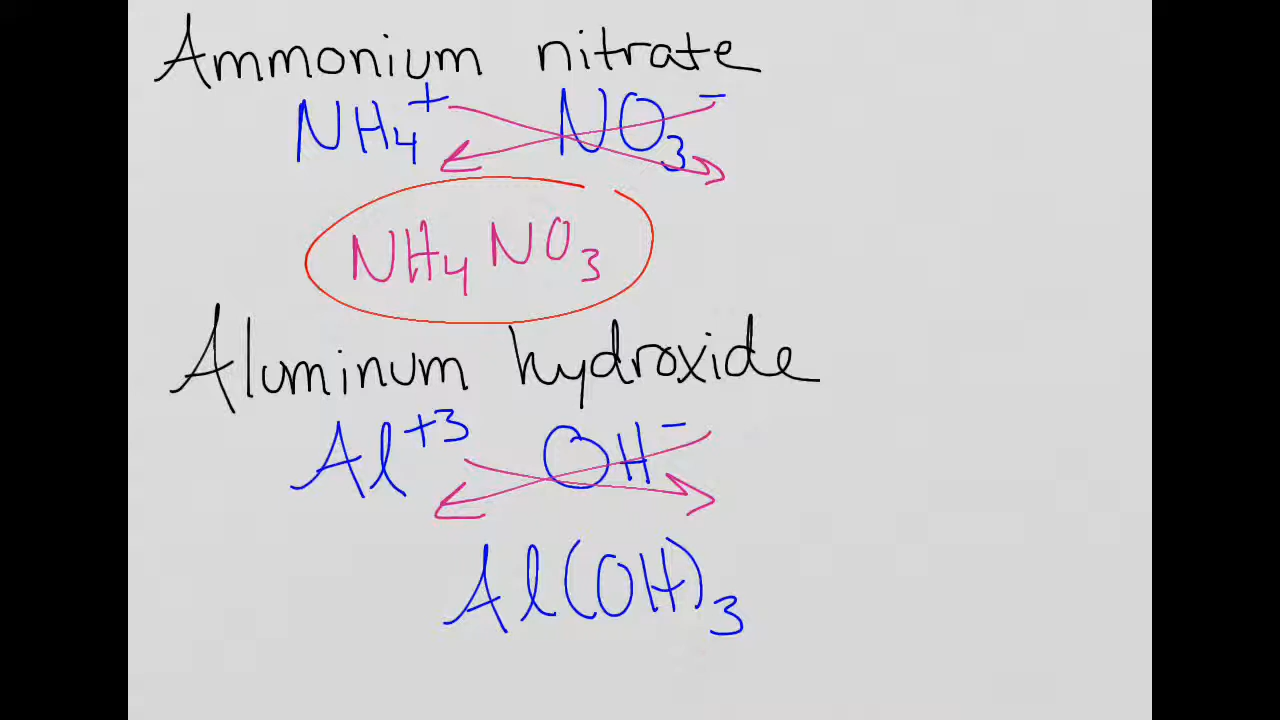 Ammonium nitrate
NH₄⁺ NO₃⁻
NH₄NO₃
Aluminum hydroxide
Al⁺³ OH⁻
Al(OH)₃